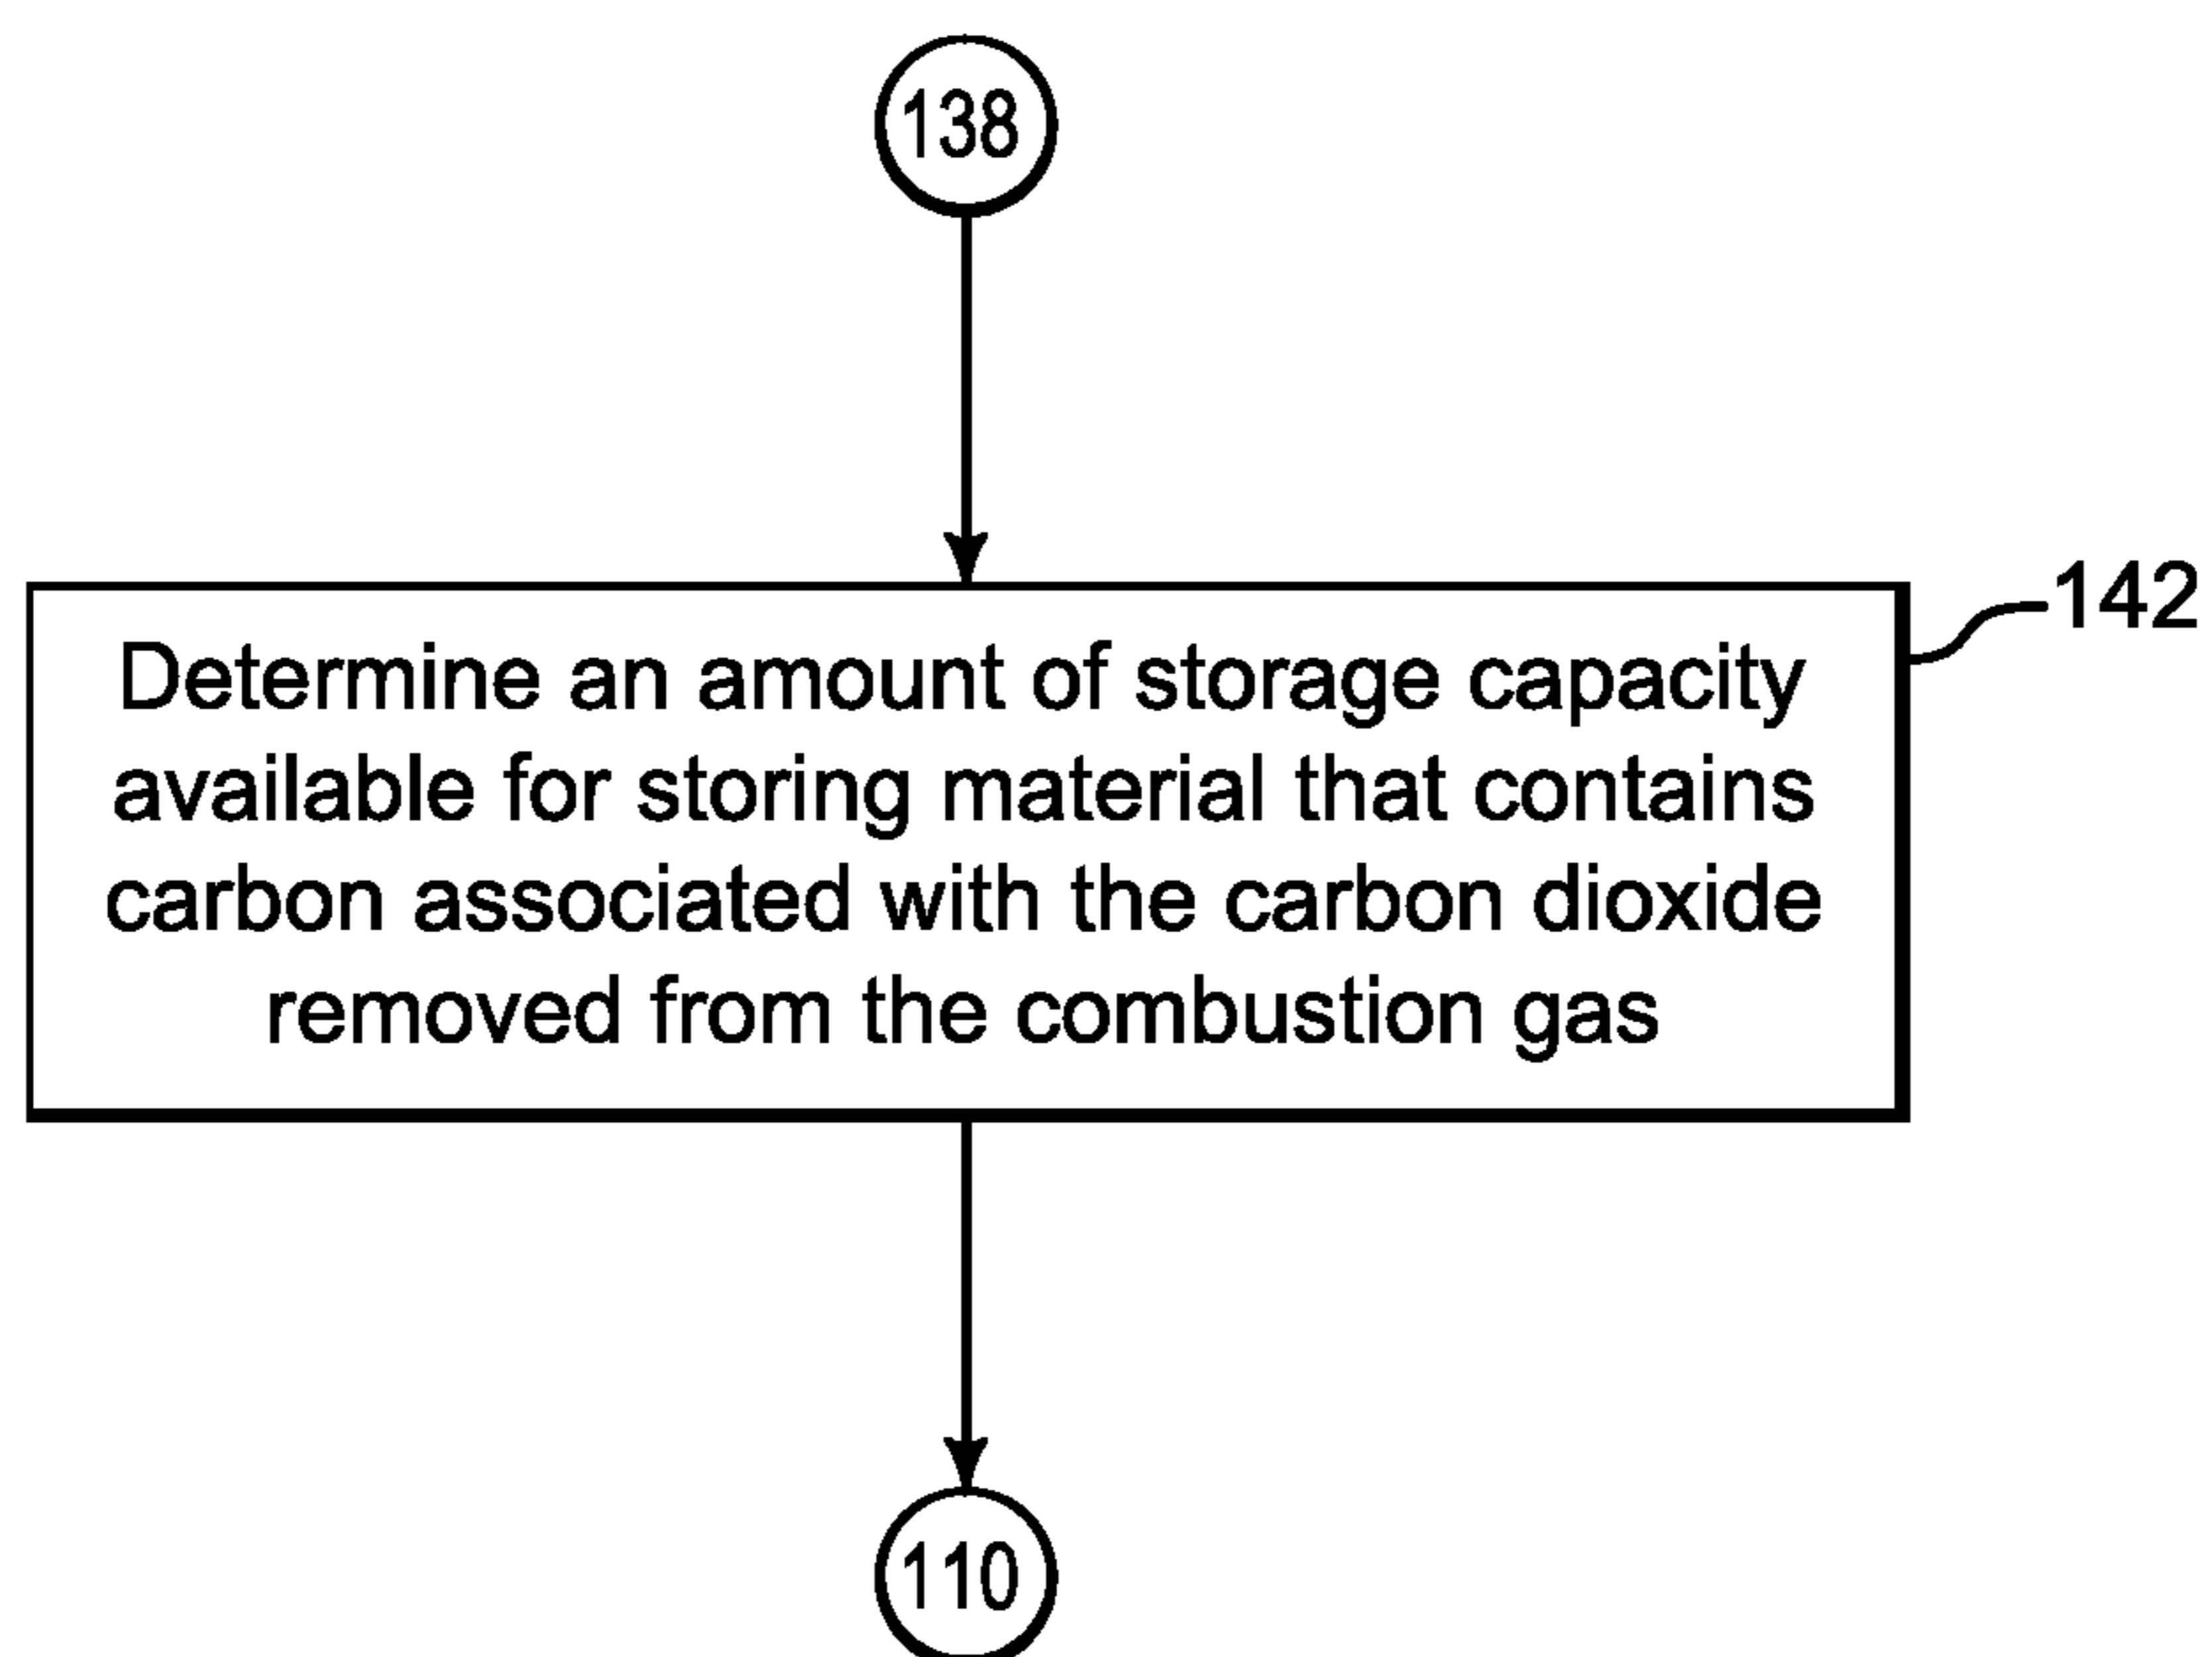 138
142
Determine an amount of storage capacity
available for storing material that contains
carbon associated with the carbon dioxide
removed from the combustion gas
110